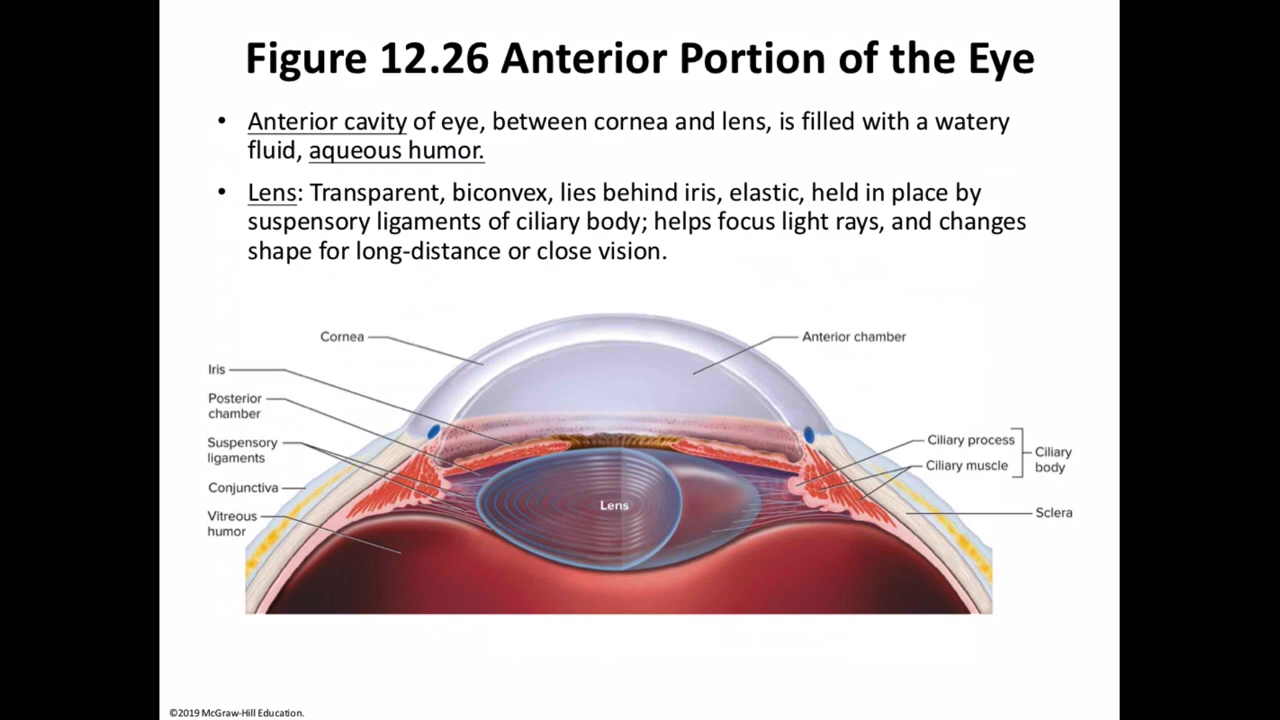 Figure 12.26 Anterior Portion of the Eye
• Anterior cavity of eye, between cornea and lens, is filled with a watery
fluid, aqueous humor.
• Lens: Transparent, biconvex, lies behind iris, elastic, held in place by
suspensory ligaments of ciliary body; helps focus light rays, and changes
shape for long-distance or close vision.
Cornea
Iris
Posterior
chamber
Suspensory
ligaments
Conjunctiva
Vitreous
humor
Lens
Anterior chamber
Ciliary process
Ciliary muscle
Ciliary
body
Sclera
©2019 McGraw-Hill Education.